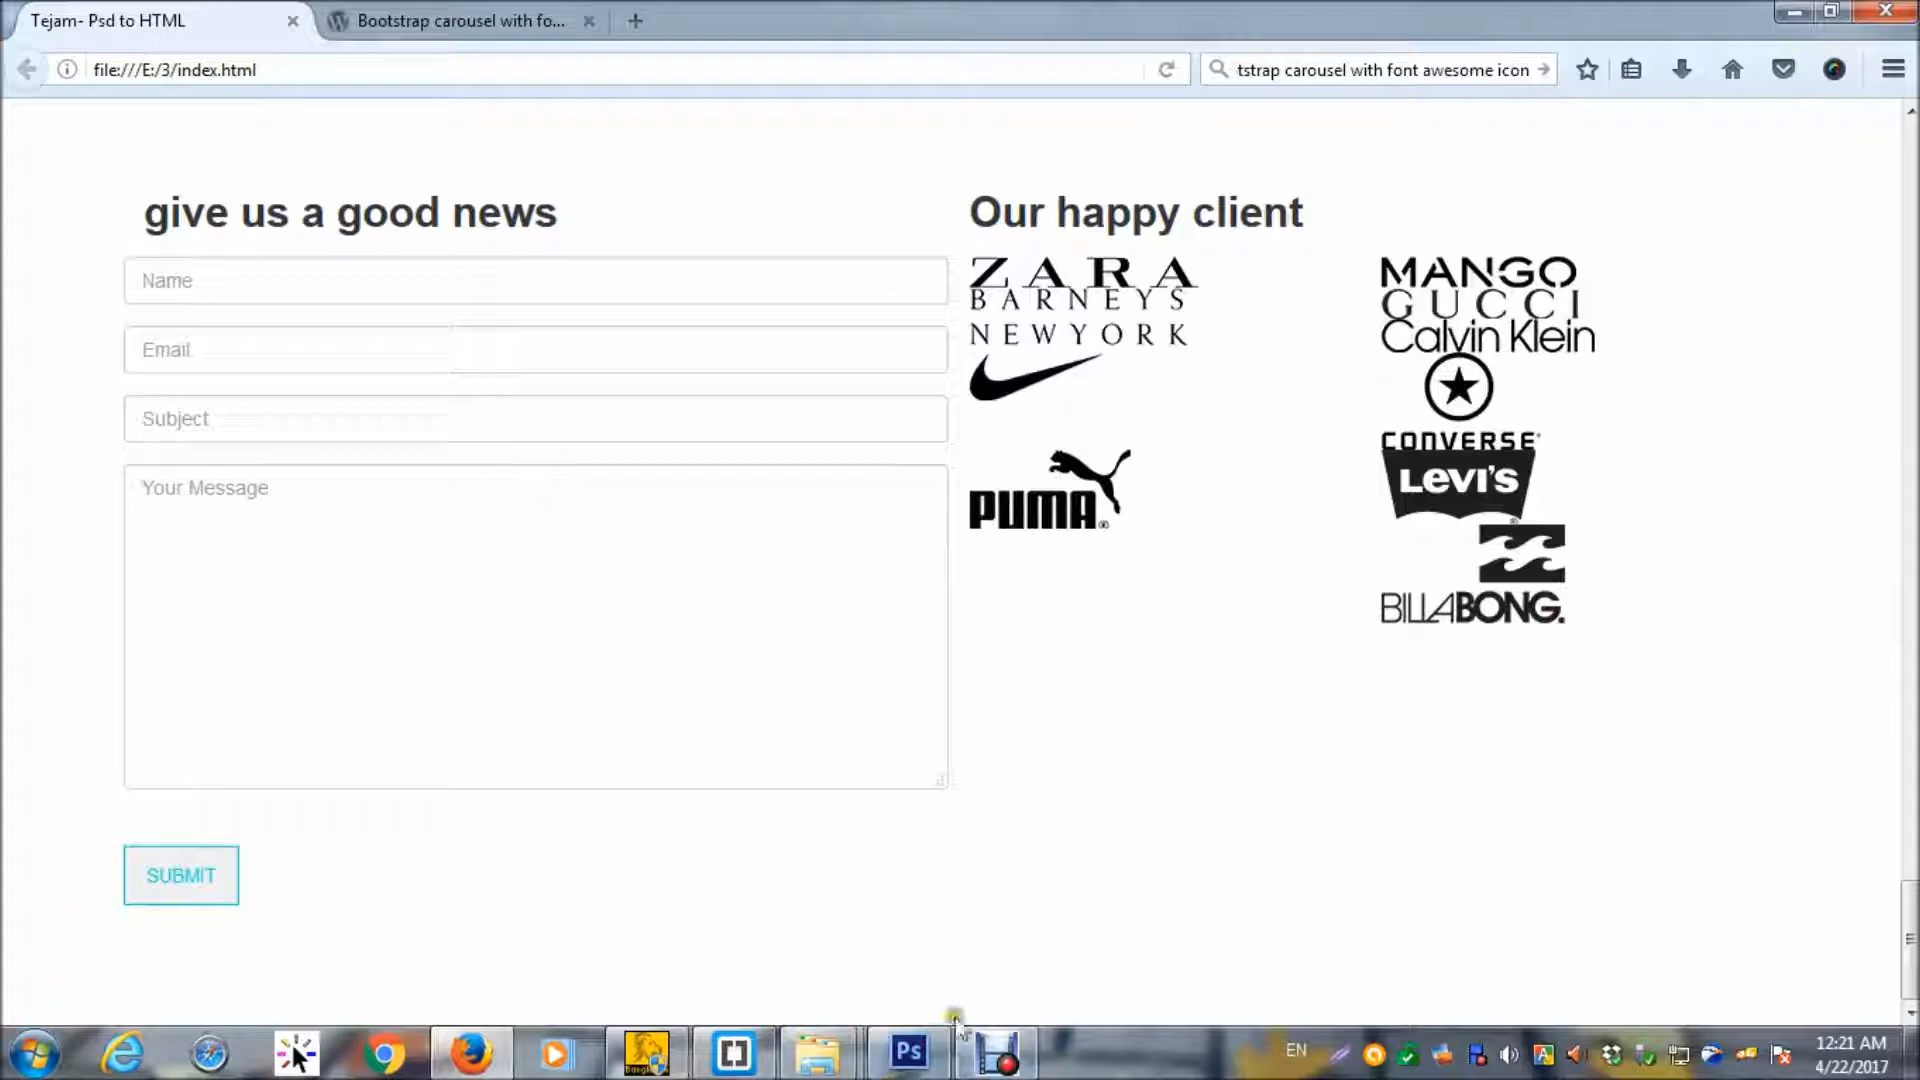 Tejam- Psd to HTML
Bootstrap carousel with fo...
file:///E:/3/index.html
tstrap carousel with font awesome icon
give us a good news
Name
Email
Subject
Your Message
SUBMIT
Our happy client
ZARA
BARNEYS
NEWYORK
PUMA
MANGO
GUCCI
Calvin Klein
CONVERSE
LEVI'S
BILLABONG.
Ps
EN
12:21 AM
4/22/2017